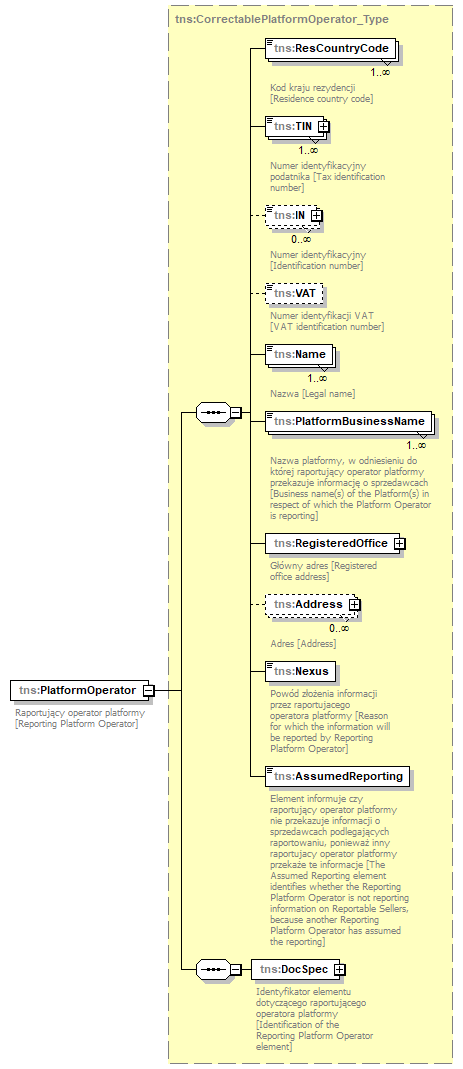 tns:CorrectablePlatformOperator_Type
tns:ResCountryCode
1..∞
Kod kraju rezydencji
[Residence country code]
tns:TIN
1..∞
Numer identyfikacyjny
podatnika [Tax identification
number]
tns:IN
0..∞
Numer identyfikacyjny
[Identification number]
tns:VAT
Numer identyfikacji VAT
[VAT identification number]
tns:Name
1..∞
Nazwa [Legal name]
tns:PlatformBusinessName
1..∞
Nazwa platformy, w odniesieniu do
której raportujący operator platformy
przekazuje informację o sprzedawcach
[Business name(s) of the Platform(s) in
respect of which the Platform Operator
is reporting]
tns:RegisteredOffice
Główny adres [Registered
office address]
tns:Address
0..∞
Adres [Address]
tns:Nexus
Powód złożenia informacji
przez raportujacego
operatora platformy [Reason
for which the information will
be reported by Reporting
Platform Operator]
tns:PlatformOperator
Raportujący operator platformy
[Reporting Platform Operator]
tns:AssumedReporting
Element informuje czy
raportujący operator platformy
nie przekazuje informacji o
sprzedawcach podlegających
raportowaniu, ponieważ inny
raportujacy operator platformy
przekaże te informacje [The
Assumed Reporting element
identifies whether the Reporting
Platform Operator is not reporting
information on Reportable Sellers,
because another Reporting
Platform Operator has assumed
the reporting]
tns:DocSpec
Identyfikator elementu
dotyczącego raportującego
operatora platformy
[Identification of the
Reporting Platform Operator
element]